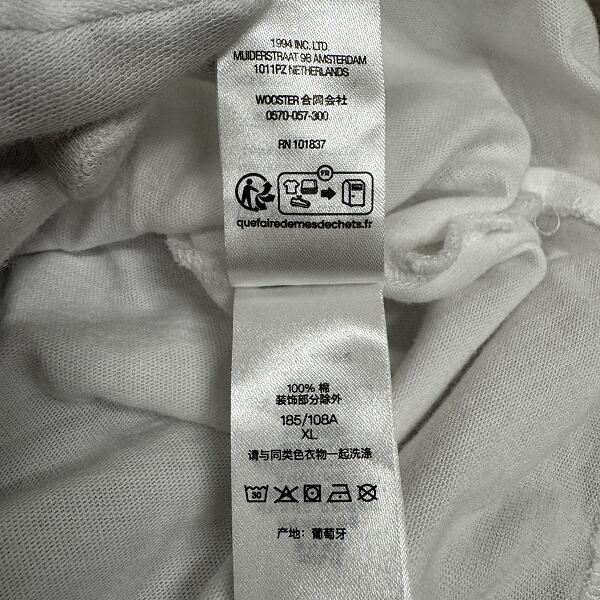 1994 INC. LTD.
MUIDERSTRAAT 9B AMSTERDAM
1011PZ NETHERLANDS
WOOSTER 合同会社
0570-057-300
RN 101837
FR
quefairedemesdechets.fr
100% 棉
装饰部分除外
185/108A
XL
请与同类色衣物一起洗涤
30
产地：葡萄牙